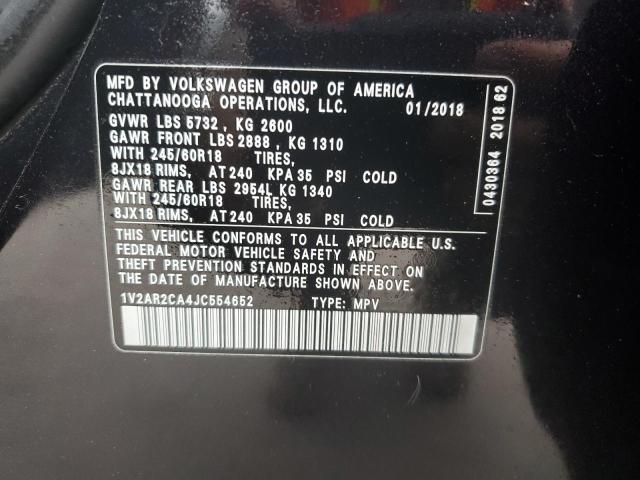 MFD BY VOLKSWAGEN GROUP OF AMERICA
CHATTANOOGA OPERATIONS, LLC. 01/2018
GVWR LBS 5732 , KG 2600
GAWR FRONT LBS 2888 , KG 1310
WITH 245/60R18 TIRES,
8JX18 RIMS, AT 240 KPA 35 PSI COLD
GAWR REAR LBS 2954L KG 1340
WITH 245/60R18 TIRES,
8JX18 RIMS, AT 240 KPA 35 PSI COLD
THIS VEHICLE CONFORMS TO ALL APPLICABLE U.S.
FEDERAL MOTOR VEHICLE SAFETY AND
THEFT PREVENTION STANDARDS IN EFFECT ON
THE DATE OF MANUFACTURE SHOWN ABOVE.
1V2AR2CA4JC554652 TYPE: MPV
0430364 2018 62